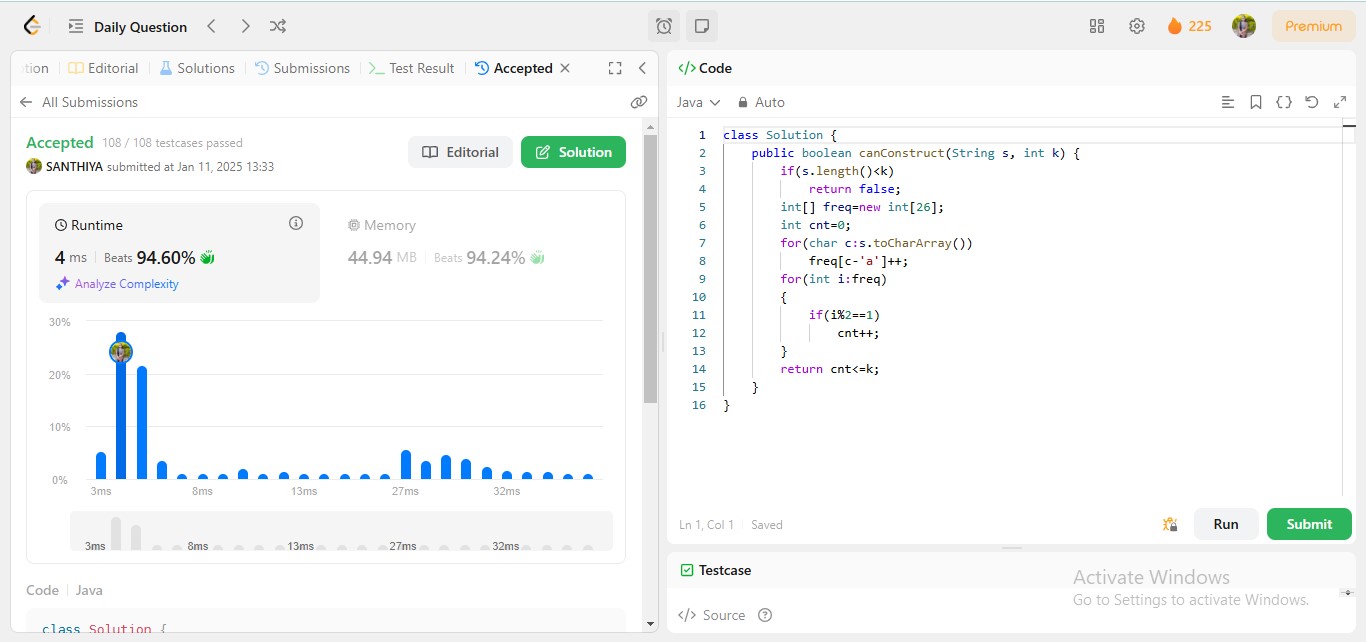 Daily Question
225
Premium
tion
Editorial
Solutions
Submissions
Test Result
Accepted
All Submissions
Accepted 108 / 108 testcases passed
SANTHIYA submitted at Jan 11, 2025 13:33
Editorial
Solution
Runtime
4 ms
Beats 94.60%
Analyze Complexity
Memory
44.94 MB
Beats 94.24%
30%
20%
10%
0%
3ms
8ms
13ms
27ms
32ms
3ms
8ms
13ms
27ms
32ms
Code
Java
class Solution {
</> Code
Java
Auto
1 class Solution {
2 public boolean canConstruct(String s, int k) {
3 if(s.length()<k)
4 return false;
5 int[] freq=new int[26];
6 int cnt=0;
7 for(char c:s.toCharArray())
8 freq[c-'a']++;
9 for(int i:freq)
10 {
11 if(i%2==1)
12 cnt++;
13 }
14 return cnt<=k;
15 }
16 }
Ln 1, Col 1
Saved
Run
Submit
Testcase
</> Source
Activate Windows
Go to Settings to activate Windows.